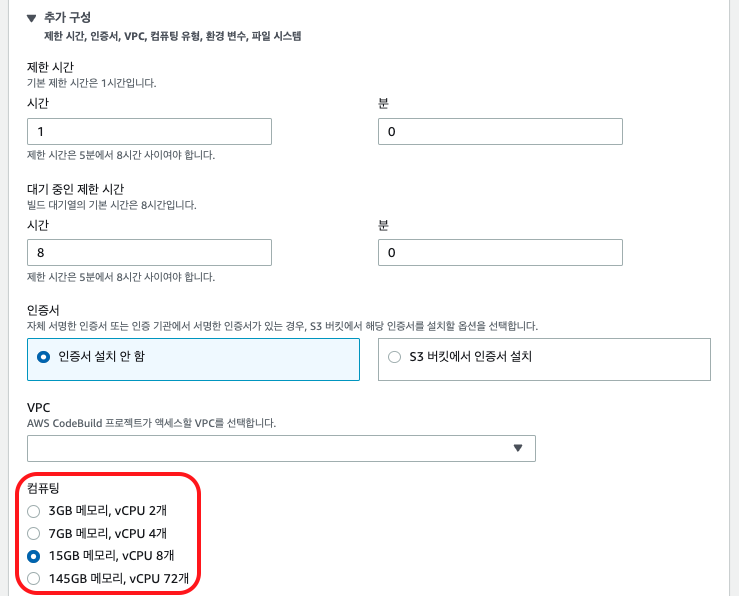 ▼ 추가 구성
제한 시간, 인증서, VPC, 컴퓨팅 유형, 환경 변수, 파일 시스템
제한 시간
기본 제한 시간은 1시간입니다.
시간 분
1 0
제한 시간은 5분에서 8시간 사이여야 합니다.
대기 중인 제한 시간
빌드 대기열의 기본 시간은 8시간입니다.
시간 분
8 0
제한 시간은 5분에서 8시간 사이여야 합니다.
인증서
자체 서명한 인증서 또는 인증 기관에서 서명한 인증서가 있는 경우, S3 버킷에서 해당 인증서를 설치할 옵션을 선택합니다.
인증서 설치 안 함 S3 버킷에서 인증서 설치
VPC
AWS CodeBuild 프로젝트가 액세스할 VPC를 선택합니다.
컴퓨팅
3GB 메모리, vCPU 2개
7GB 메모리, vCPU 4개
15GB 메모리, vCPU 8개
145GB 메모리, vCPU 72개